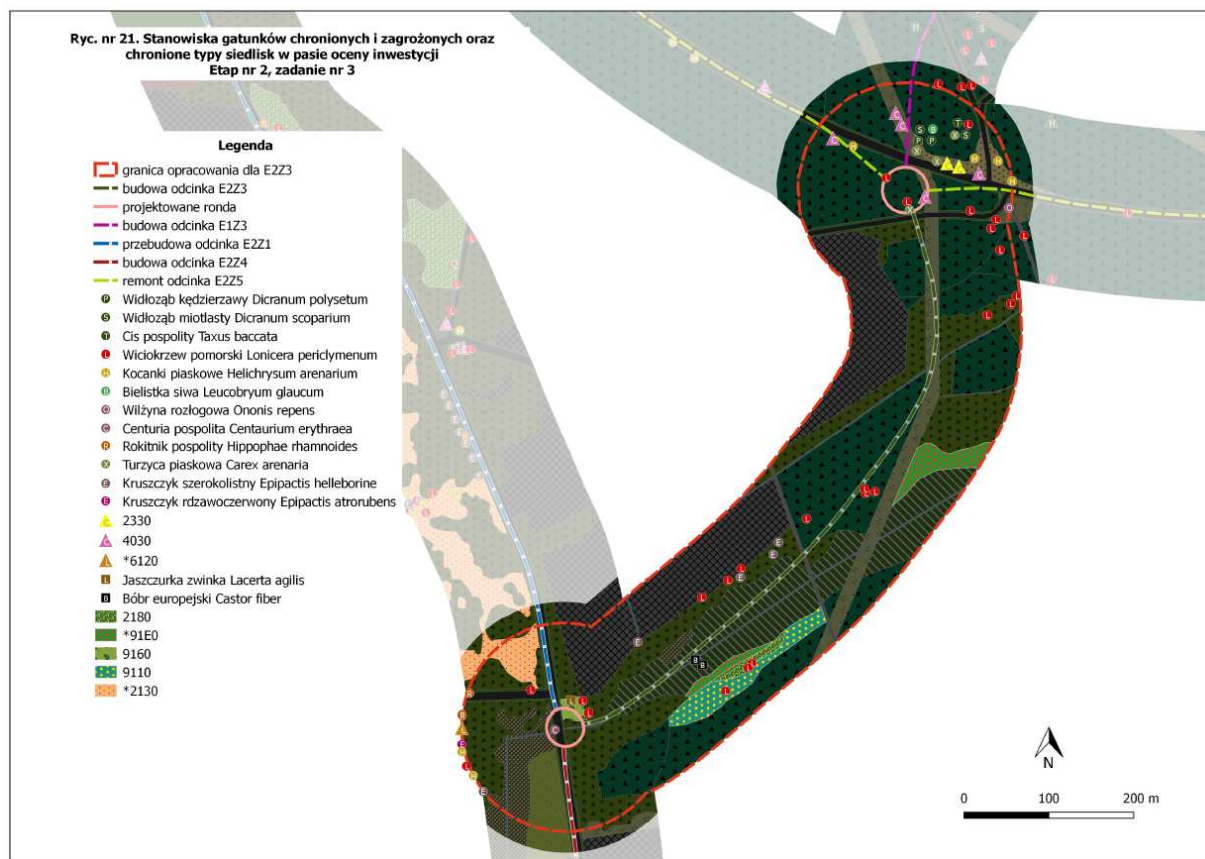 Ryc. nr 21. Stanowiska gatunków chronionych i zagrożonych oraz
chronione typy siedlisk w pasie oceny inwestycji
Etap nr 2, zadanie nr 3
Legenda
granica opracowania dla E2Z3
budowa odcinka E2Z3
projektowane ronda
budowa odcinka E1Z3
przebudowa odcinka E2Z1
budowa odcinka E2Z4
remont odcinka E2Z5
P Widłoząb kędzierzawy Dicranum polysetum
S Widłoząb miotlasty Dicranum scoparium
T Cis pospolity Taxus baccata
L Wiciokrzew pomorski Lonicera periclymenum
H Kocanki piaskowe Helichrysum arenarium
B Bielistka siwa Leucobryum glaucum
O Wilżyna rozłogowa Ononis repens
C Centuria pospolita Centaurium erythraea
R Rokitnik pospolity Hippophae rhamnoides
X Turzyca piaskowa Carex arenaria
E Kruszczyk szerokolistny Epipactis helleborine
E Kruszczyk rdzawoczerwony Epipactis atrorubens
C 2330
C 4030
*6120
L Jaszczurka zwinka Lacerta agilis
B Bóbr europejski Castor fiber
2180
*91E0
9160
9110
*2130
N
0 100 200 m